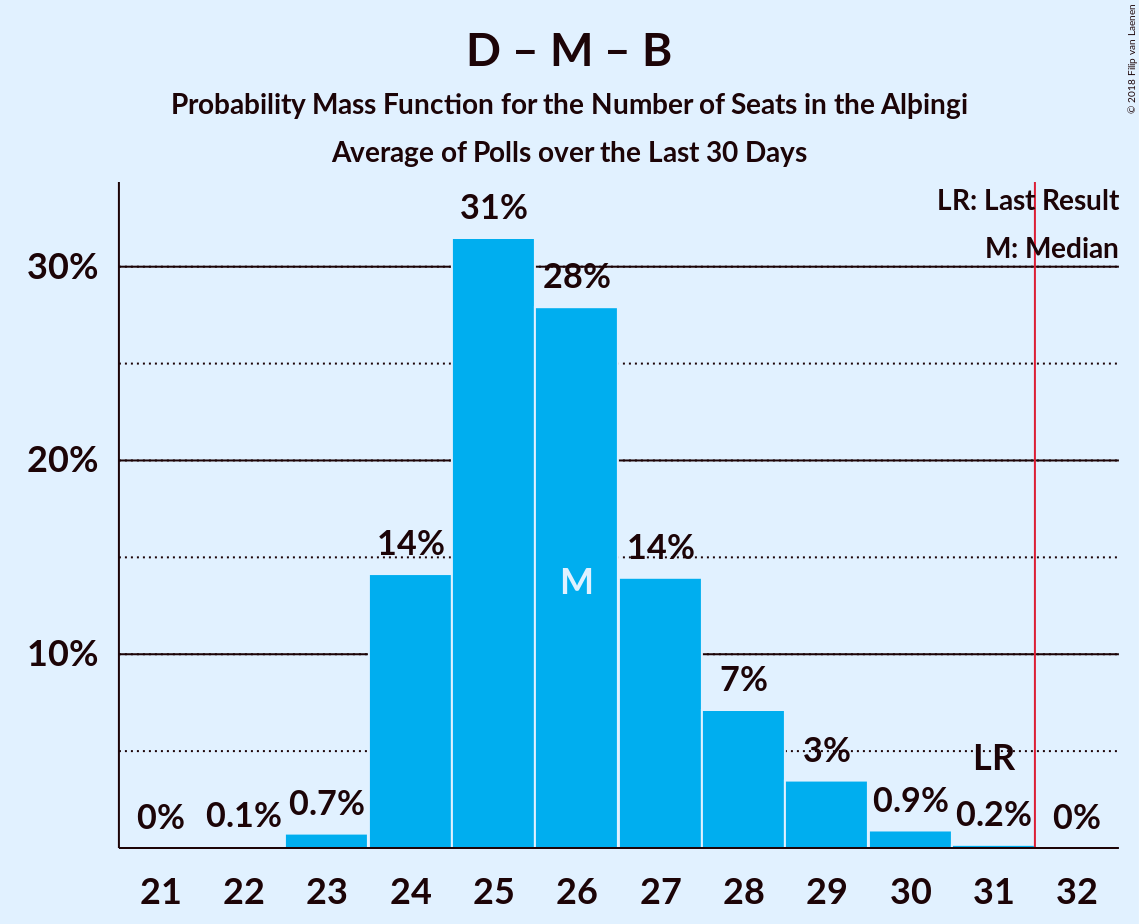 D – M – B
Probability Mass Function for the Number of Seats in the Alþingi
Average of Polls over the Last 30 Days
© 2018 Filip van Laenen
LR: Last Result
M: Median
30%
20%
10%
0%
0.1%
0.7%
14%
31%
28%
14%
7%
3%
0.9%
0.2%
0%
M
LR
21 22 23 24 25 26 27 28 29 30 31 32